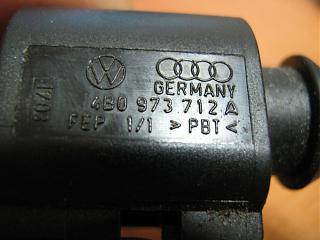 GERMANY
4B0 973 712 A
FEP 1/1 > PBT <